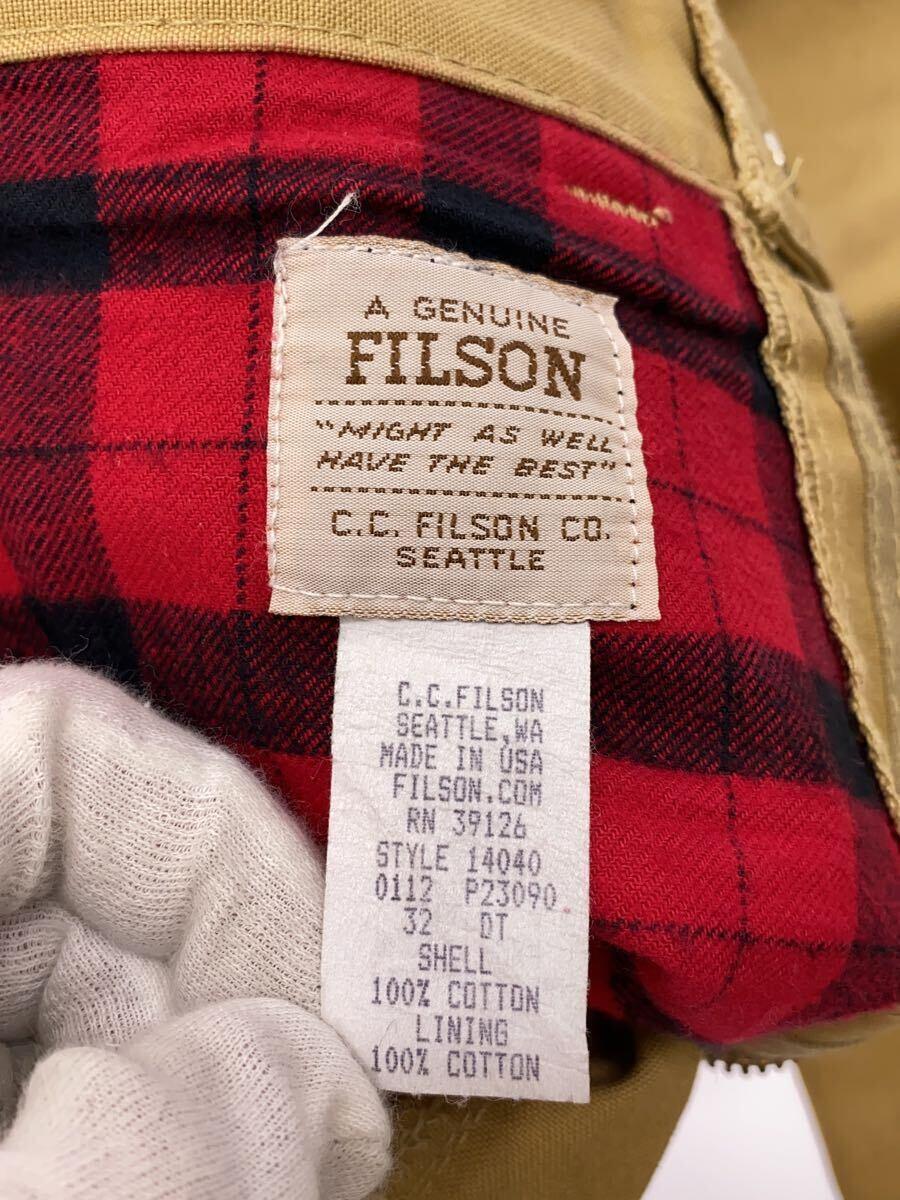 A GENUINE
FILSON
"MIGHT AS WELL
HAVE THE BEST"
C.C. FILSON CO.
SEATTLE
C.C.FILSON
SEATTLE,WA
MADE IN USA
FILSON.COM
RN 39126
STYLE 14040
0112 P23090
32 DT
SHELL
100% COTTON
LINING
100% COTTON